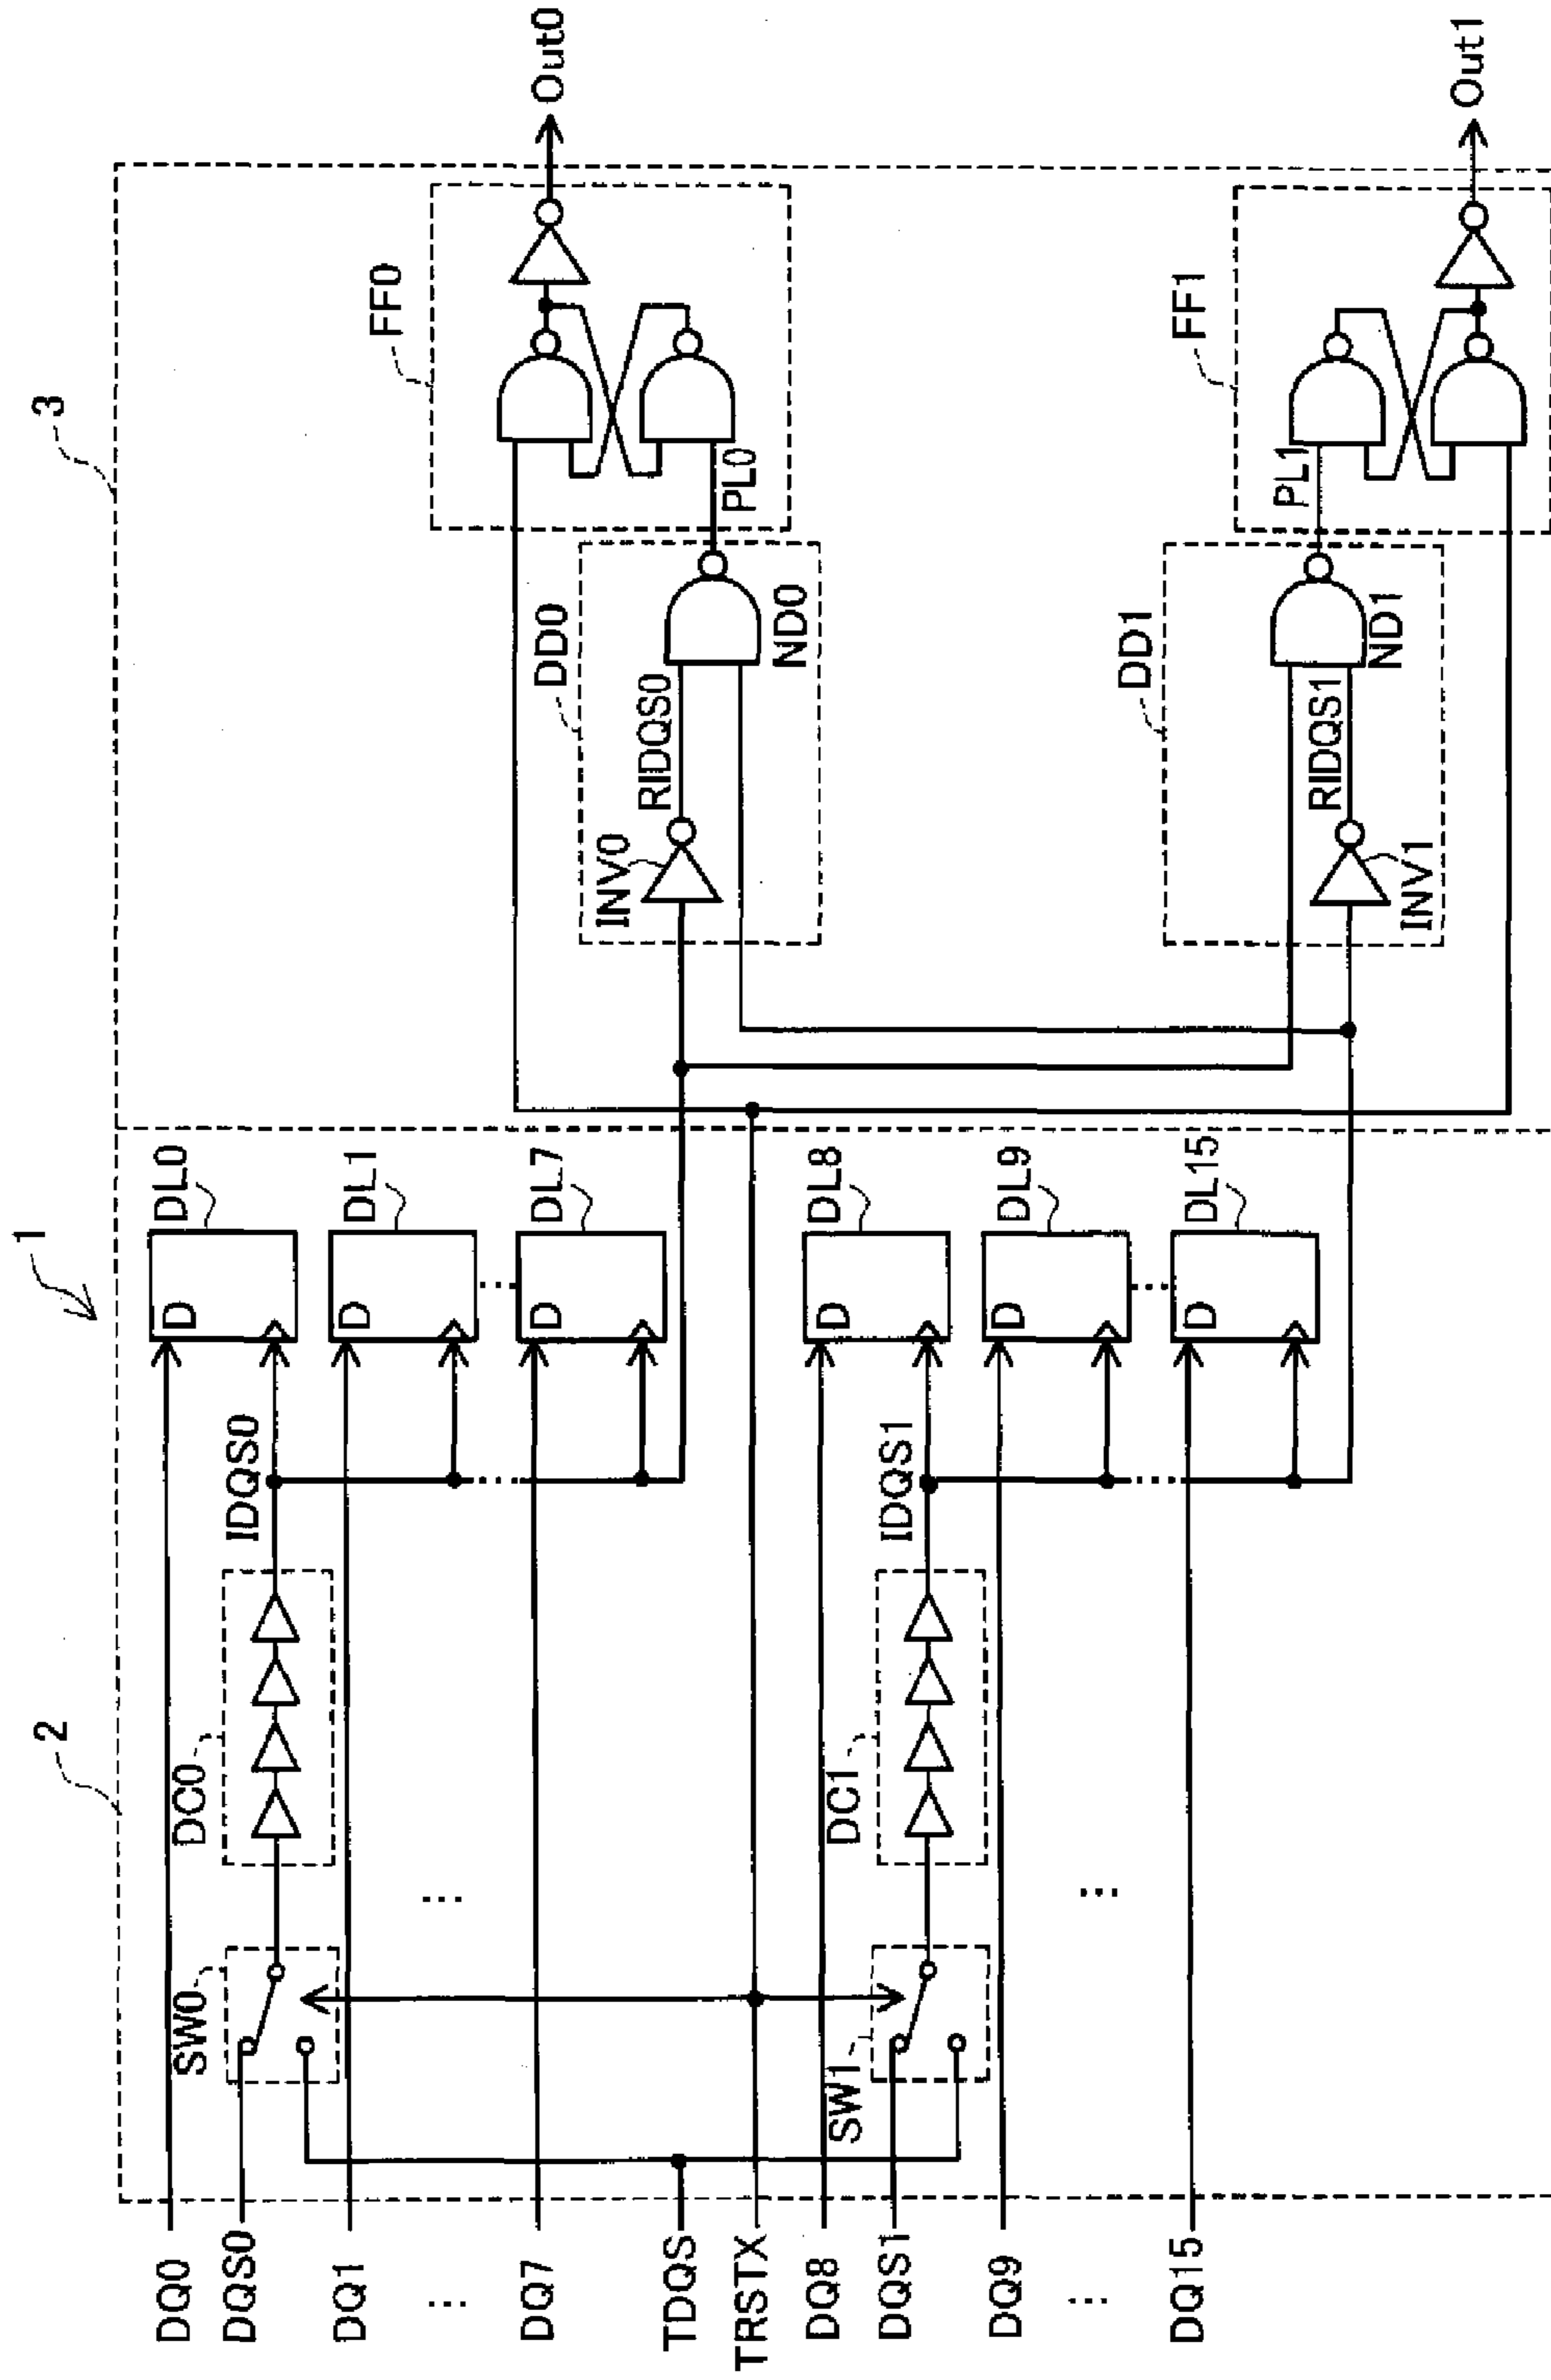 1
2
3
DQ0
DQS0
DQ1
...
DQ7
TDQS
TRSTX
DQ8
DQS1
DQ9
...
DQ15
SW0
SW1
...
...
DC0
DC1
IDQS0
IDQS1
D
DL0
D
DL1
...
D
DL7
D
DL8
D
DL9
...
D
DL15
INV0
RIDQS0
DD0
ND0
PL0
FF0
Out0
INV1
RIDQS1
DD1
ND1
PL1
FF1
Out1